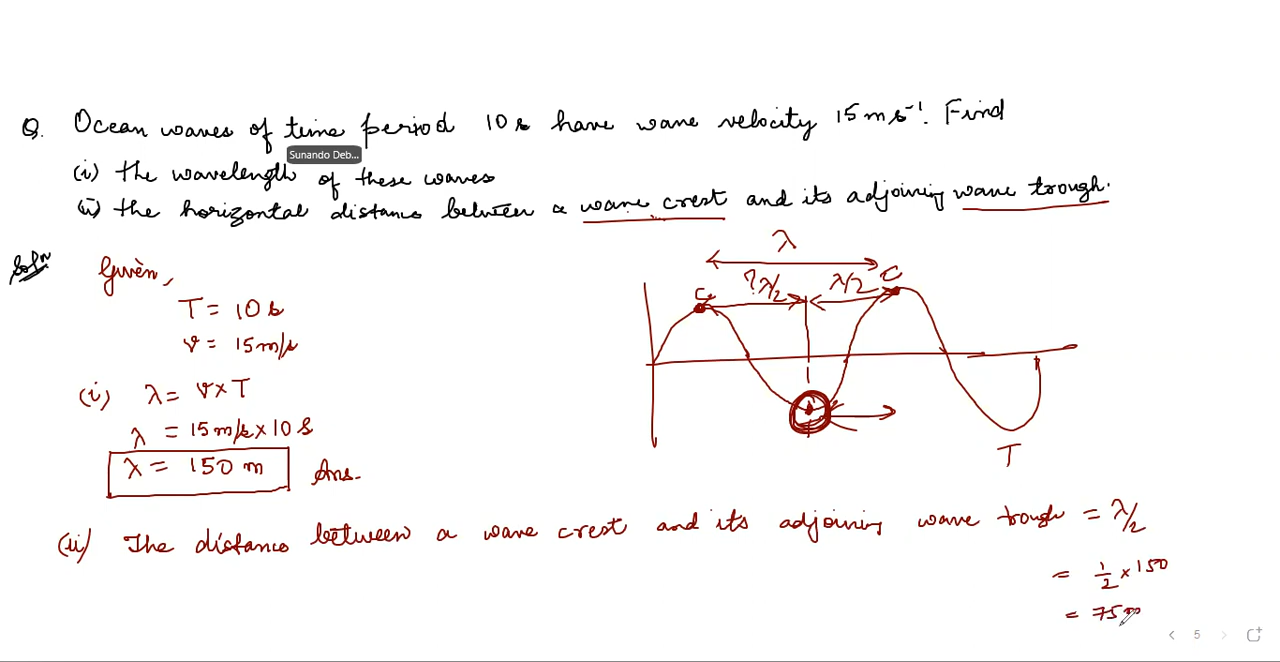 Q. Ocean waves of time period 10 s have wave velocity 15 ms⁻¹. Find
Sunando Deb...
(i) the wavelength of these waves
(ii) the horizontal distance between a wave crest and its adjoining wave trough.
Soln
Given,
T = 10 s
v = 15 m/s
(i) λ = v × T
λ = 15 m/s × 10 s
λ = 150 m Ans.
λ
C ?λ/2 λ/2 C
T
(ii) The distance between a wave crest and its adjoining wave trough = λ/2
= 1/2 × 150
= 75 m
< 5 >